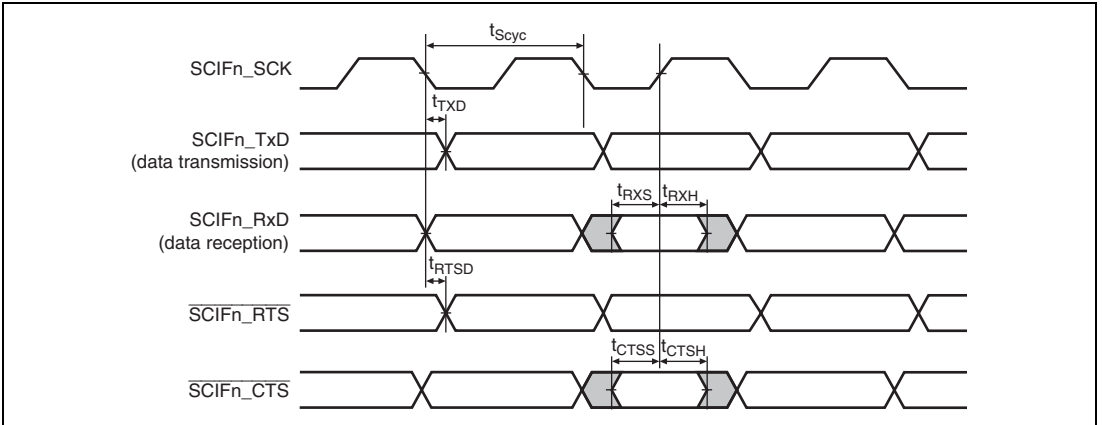 tScyc
SCIFn_SCK
tTXD
SCIFn_TxD
(data transmission)
tRXS tRXH
SCIFn_RxD
(data reception)
tRTSD
SCIFn_RTS
tCTSS tCTSH
SCIFn_CTS